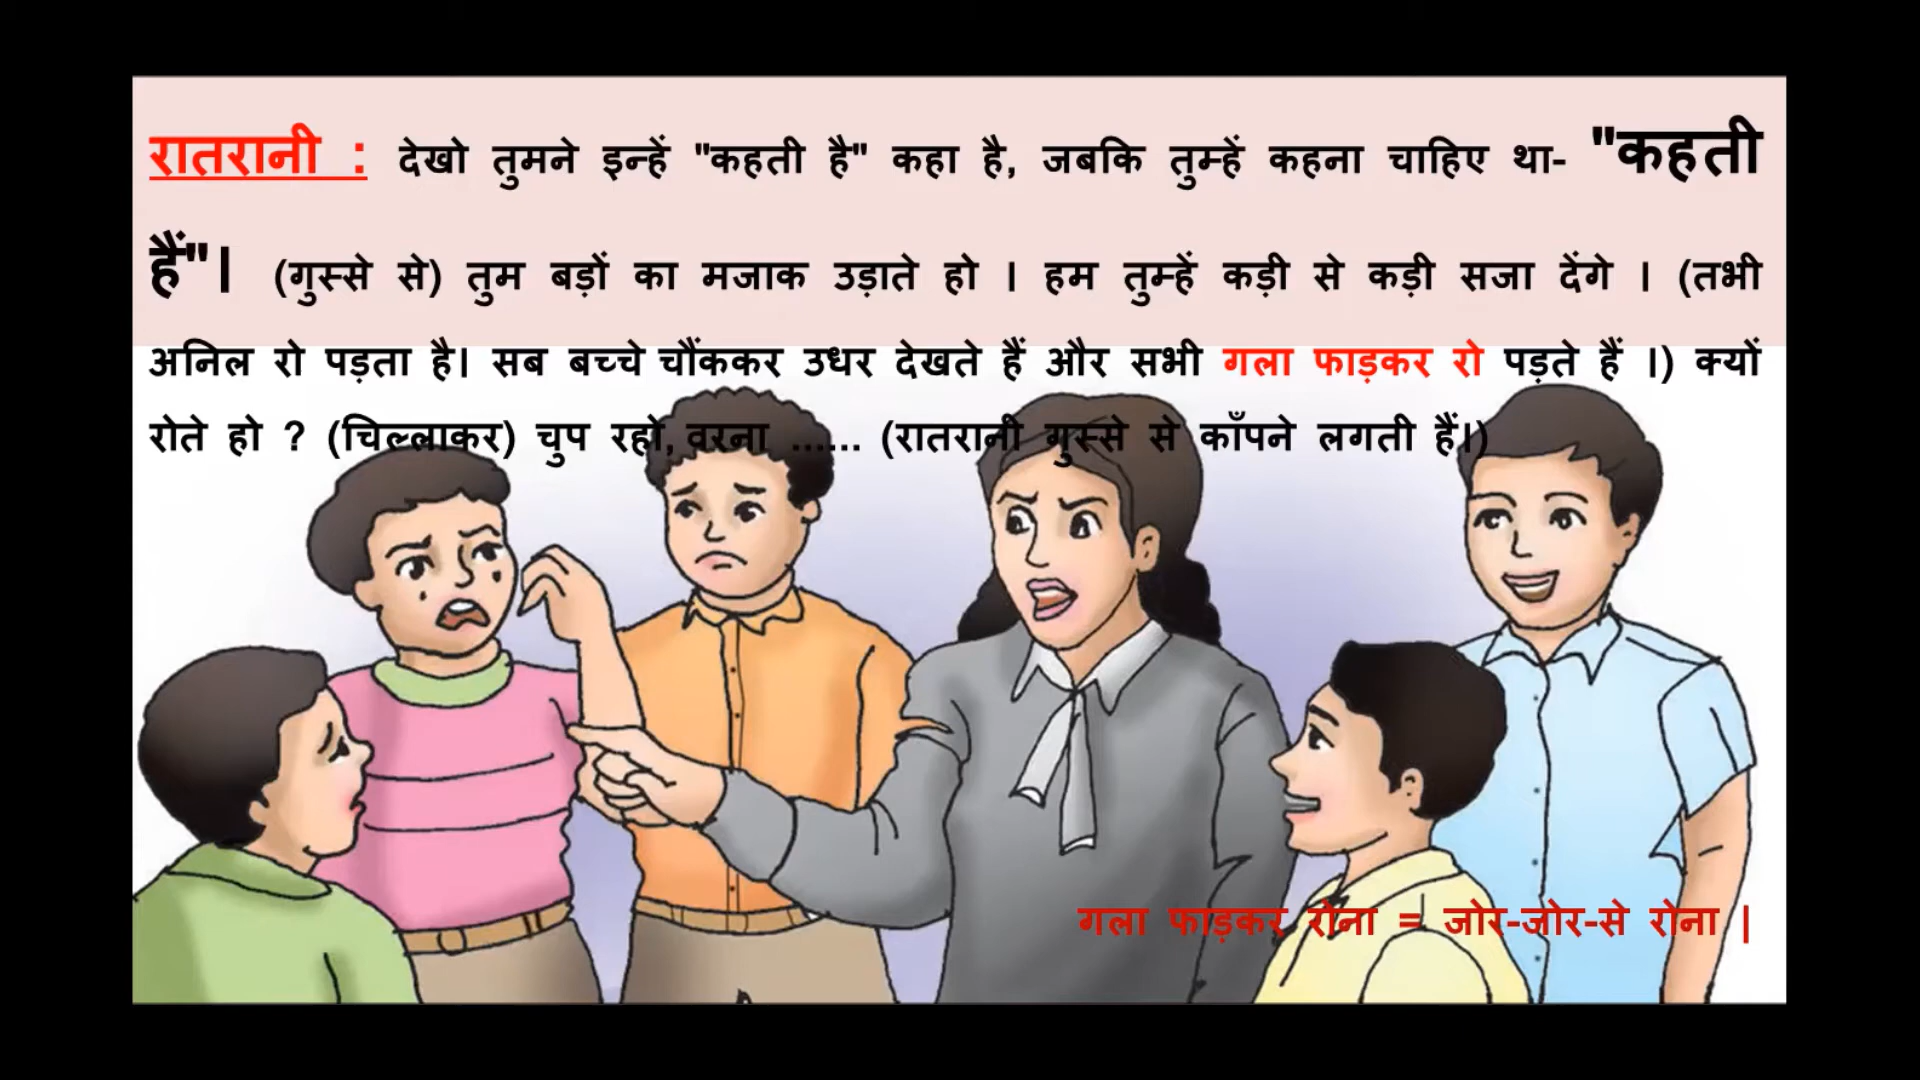 रातरानी : देखो तुमने इन्हें "कहती है" कहा है, जबकि तुम्हें कहना चाहिए था- "कहती
हैं"। (गुस्से से) तुम बड़ों का मजाक उड़ाते हो । हम तुम्हें कड़ी से कड़ी सजा देंगे । (तभी
अनिल रो पड़ता है। सब बच्चे चौंककर उधर देखते हैं और सभी गला फाड़कर रो पड़ते हैं ।) क्यों
रोते हो ? (चिल्लाकर) चुप रहो, वरना ...... (रातरानी गुस्से से काँपने लगती हैं।)
गला फाड़कर रोना = जोर-जोर-से रोना |